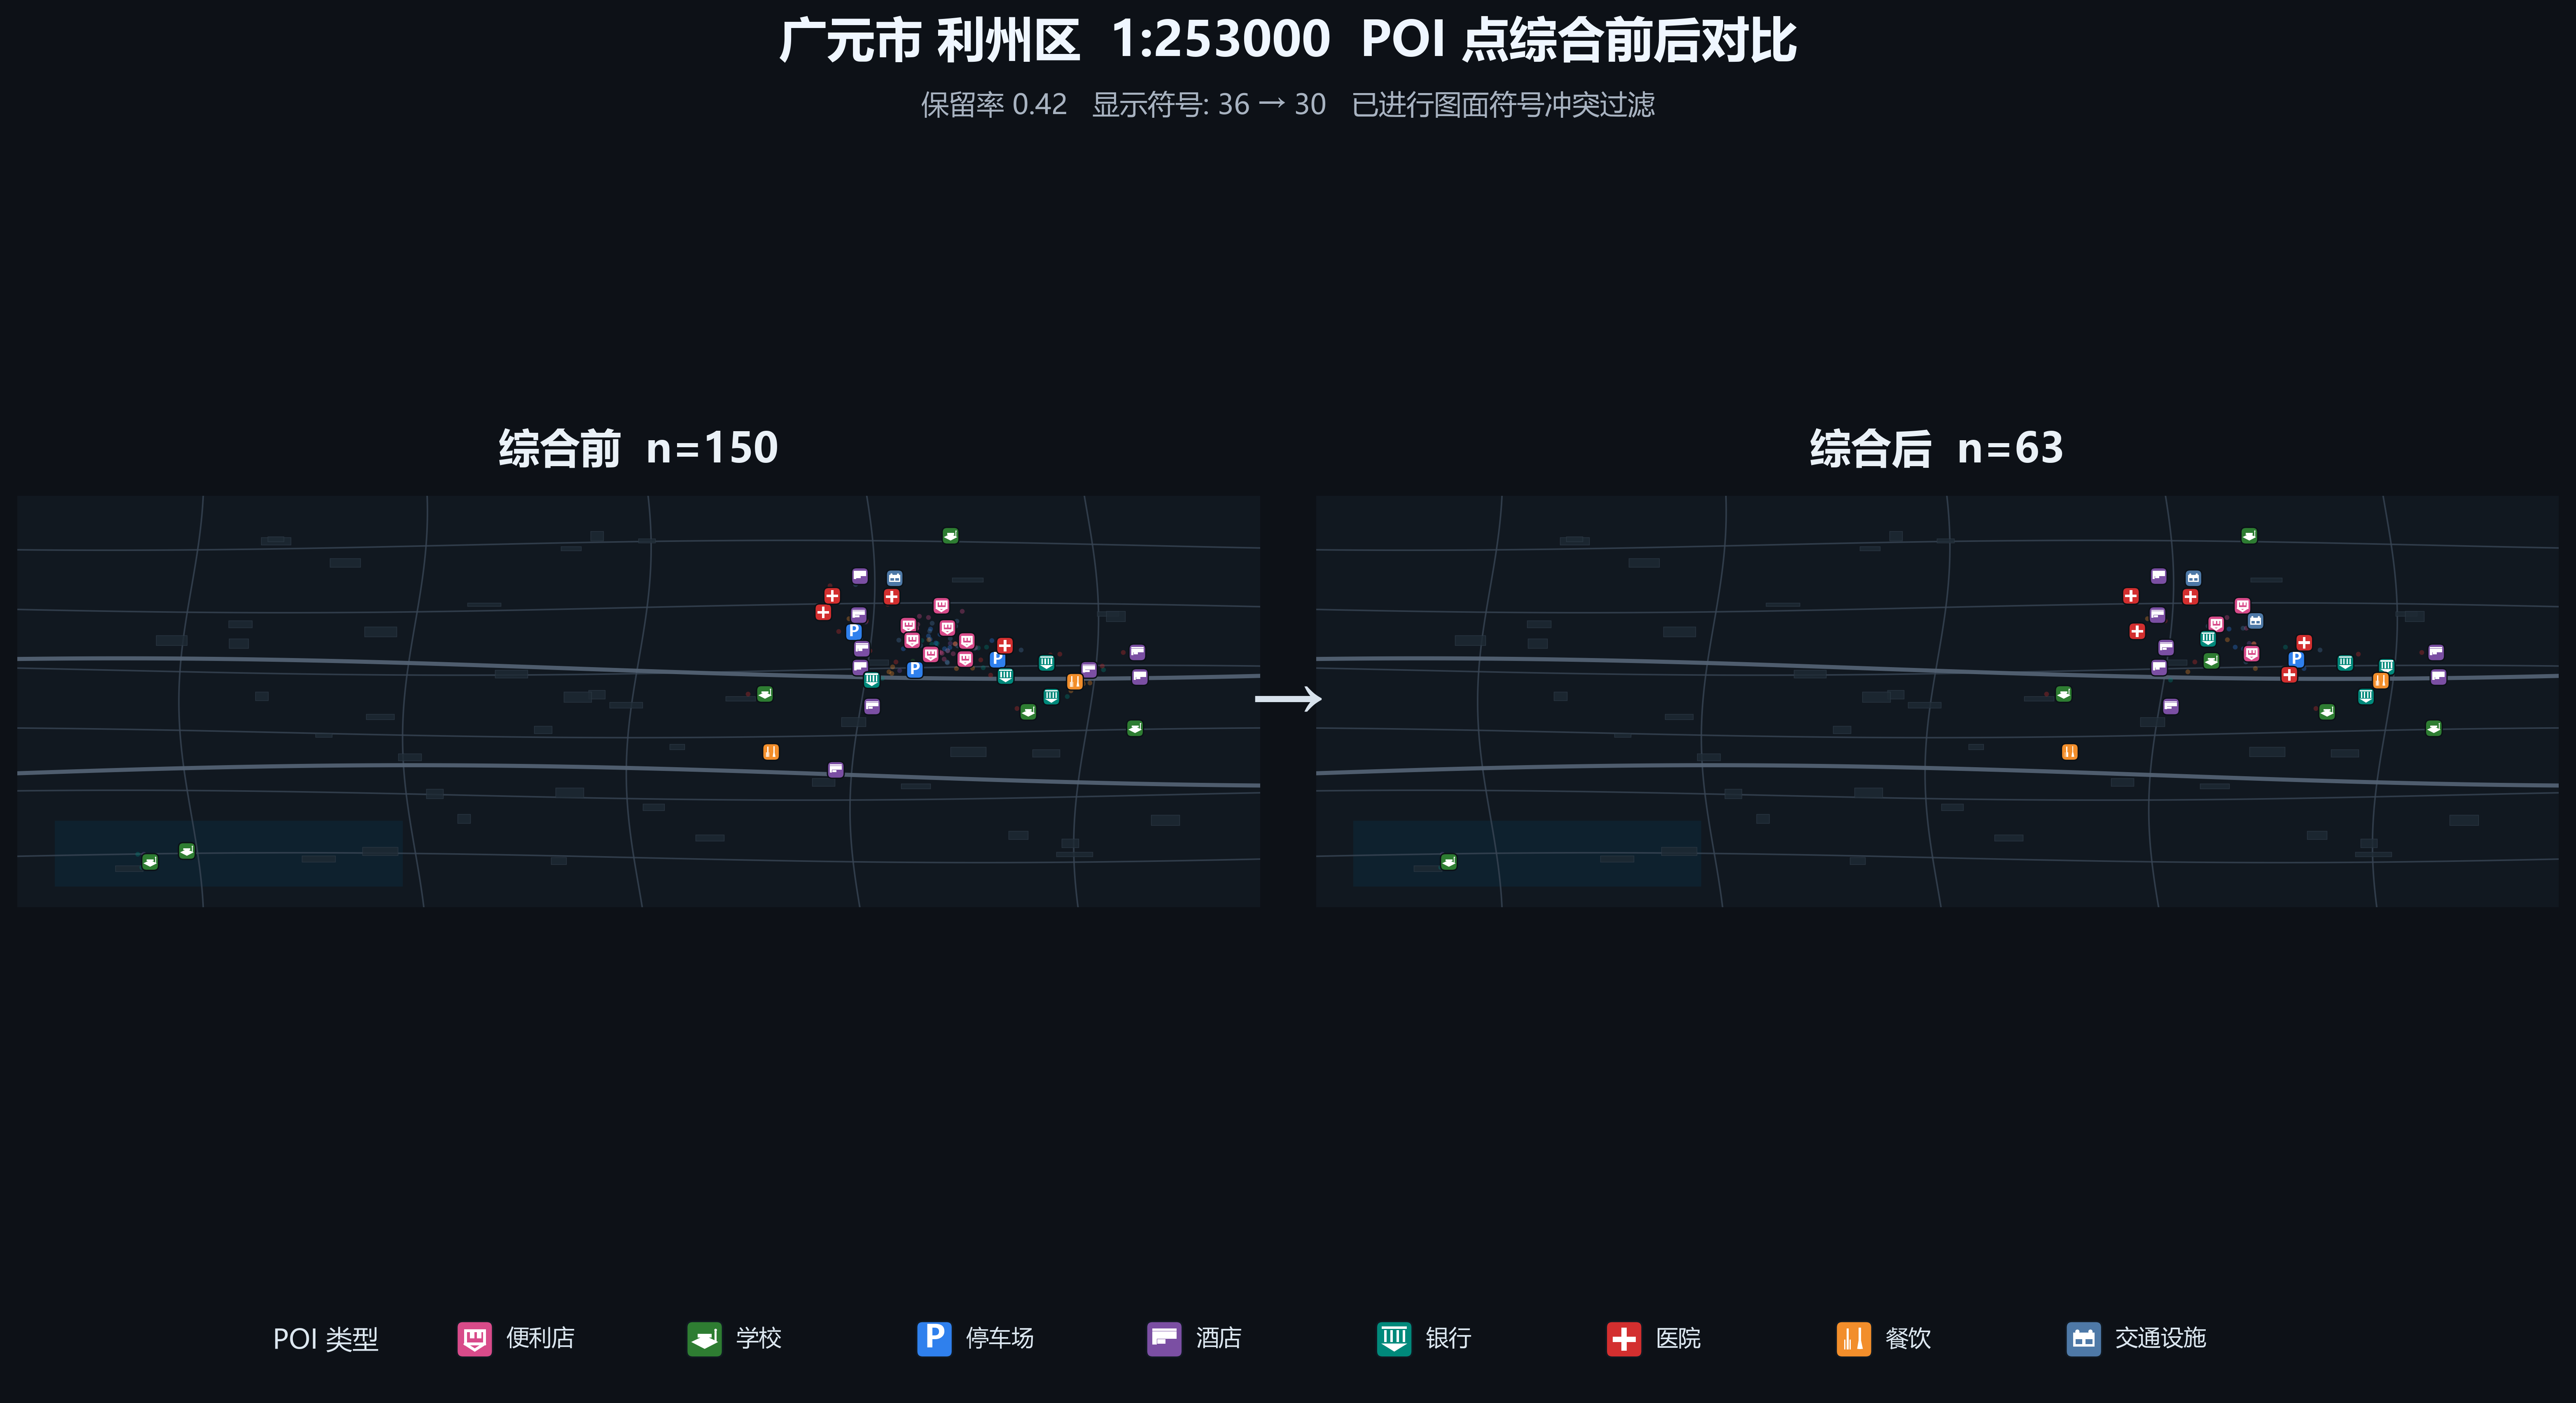 广元市 利州区 1:253000 POI 点综合前后对比
保留率 0.42 显示符号: 36 → 30 已进行图面符号冲突过滤
综合前 n=150
综合后 n=63
→
POI 类型 便利店 学校 P 停车场 酒店 银行 医院 餐饮 交通设施